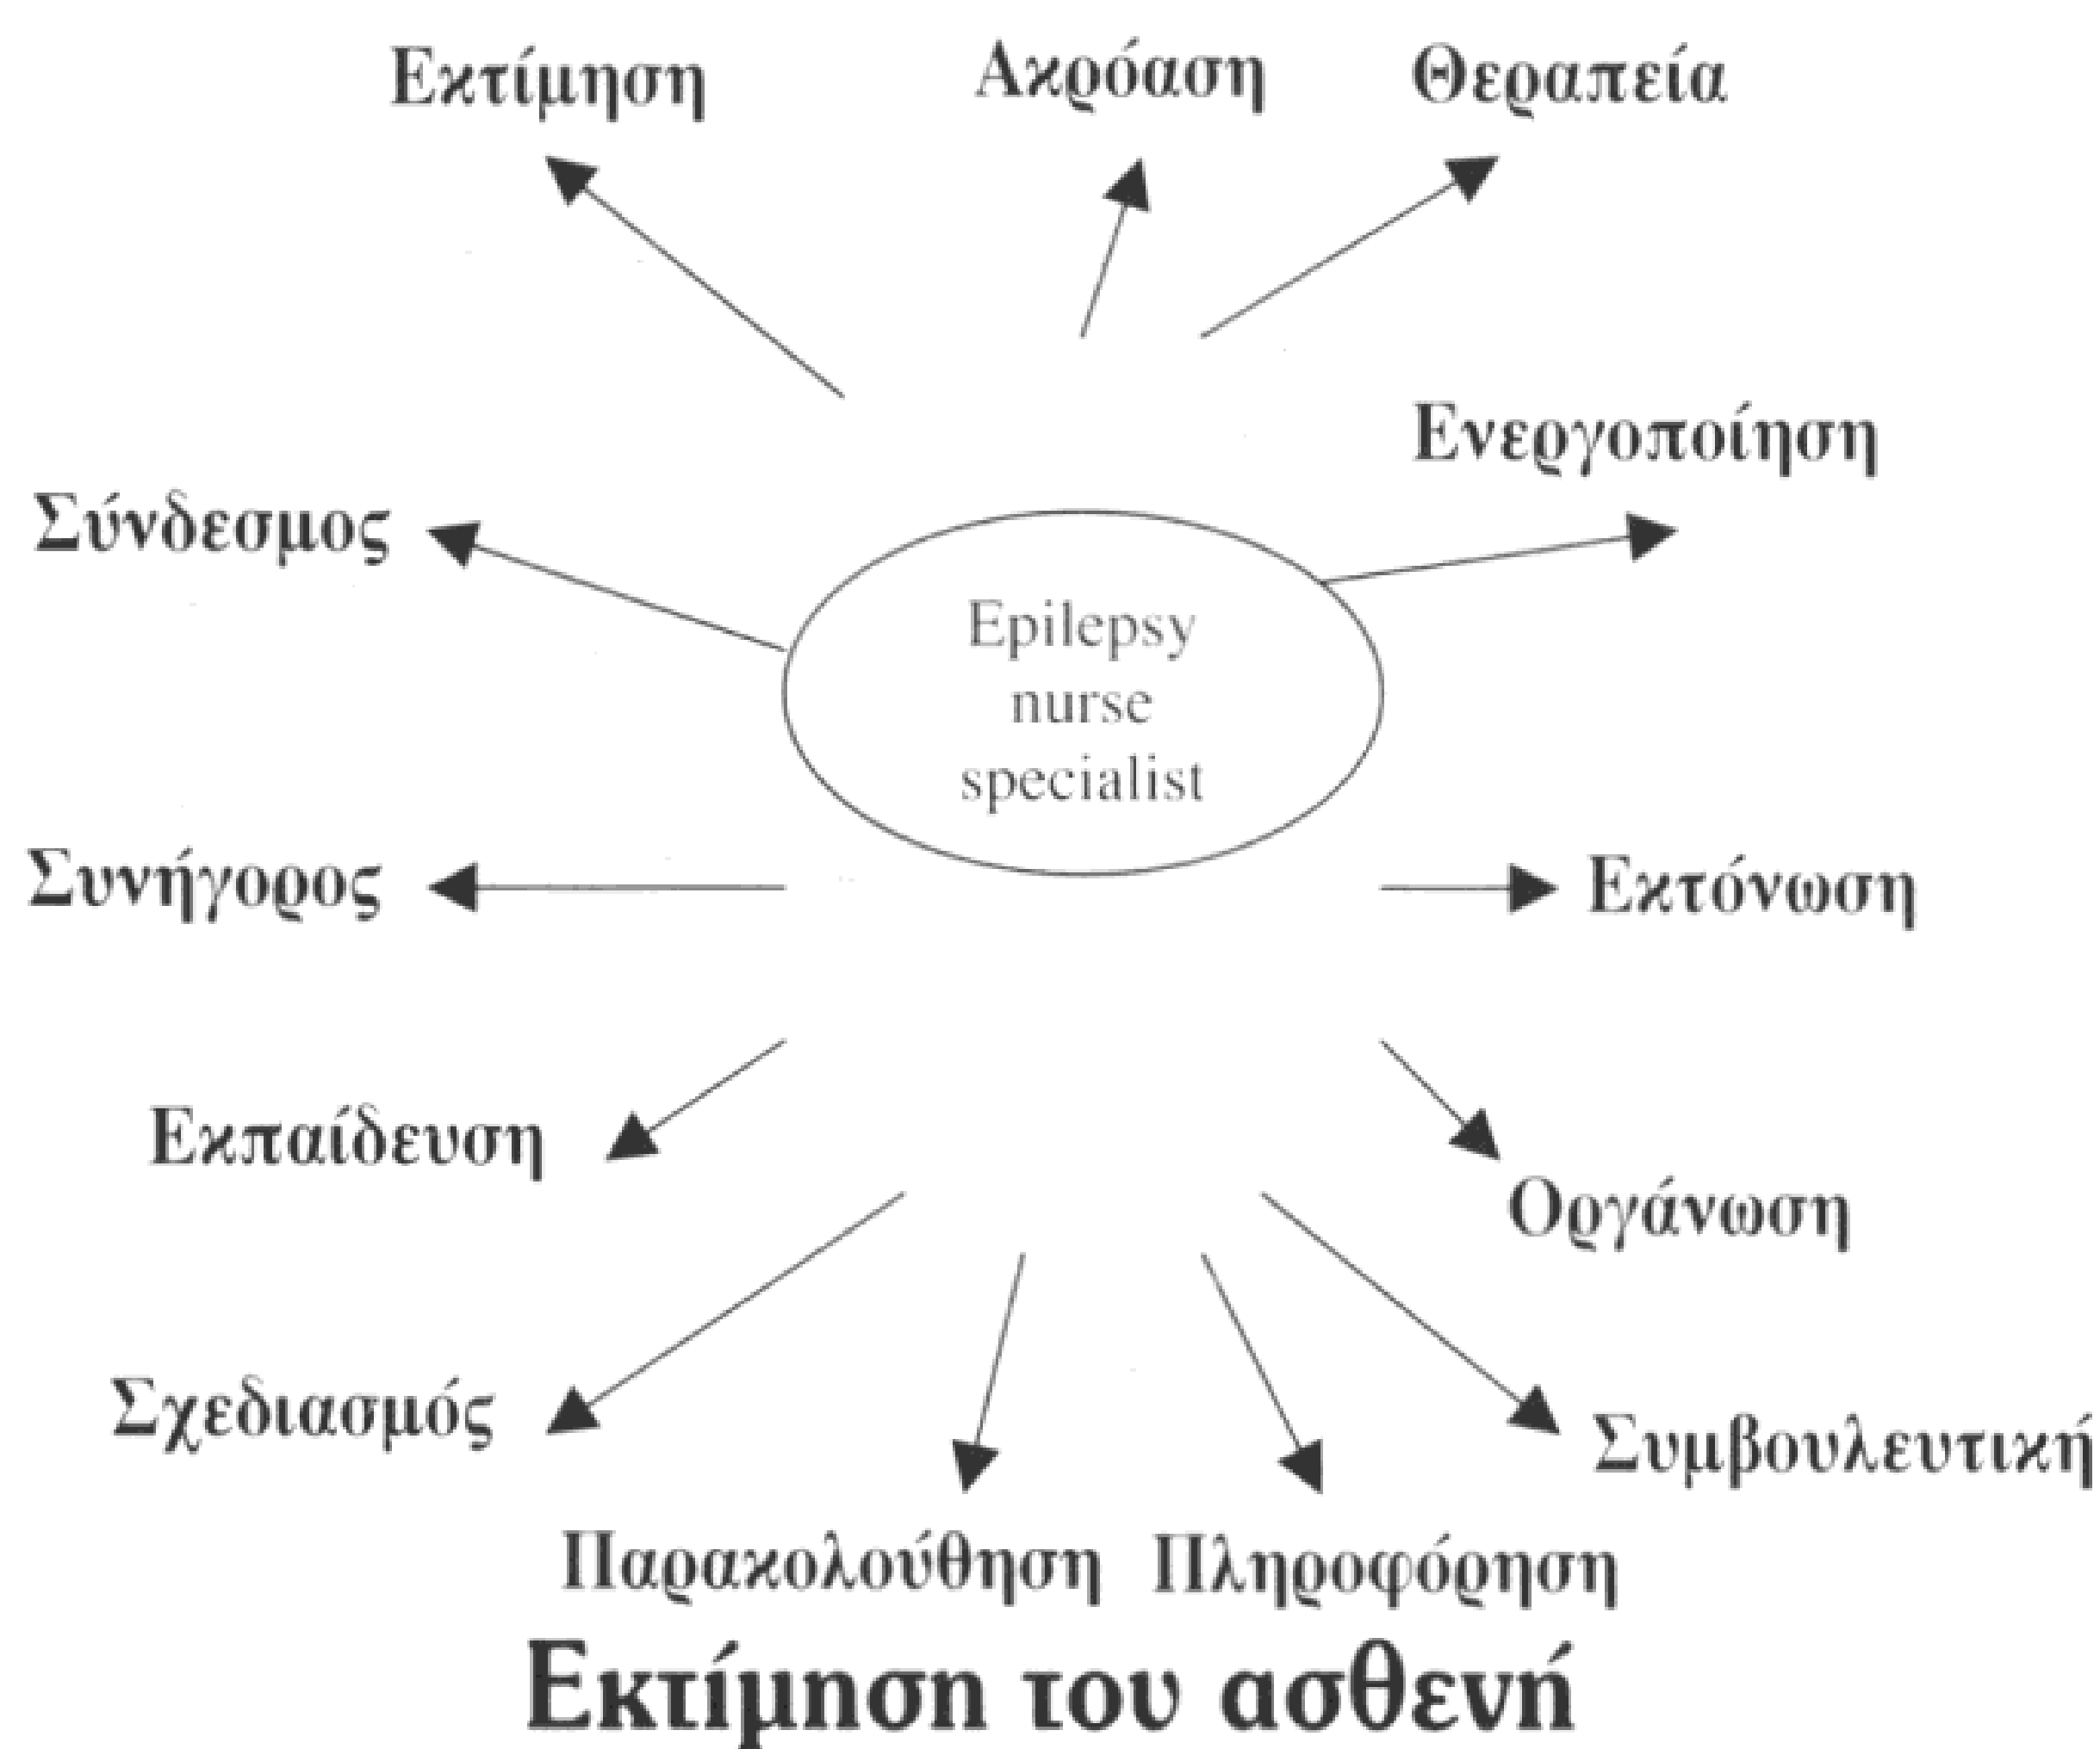 Εκτίμηση
Ακρόαση
Θεραπεία
Ενεργοποίηση
Σύνδεσμος
Epilepsy
nurse
specialist
Συνήγορος
Εκτόνωση
Εκπαίδευση
Οργάνωση
Σχεδιασμός
Συμβουλευτική
Παρακολούθηση
Πληροφόρηση
Εκτίμηση του ασθενή